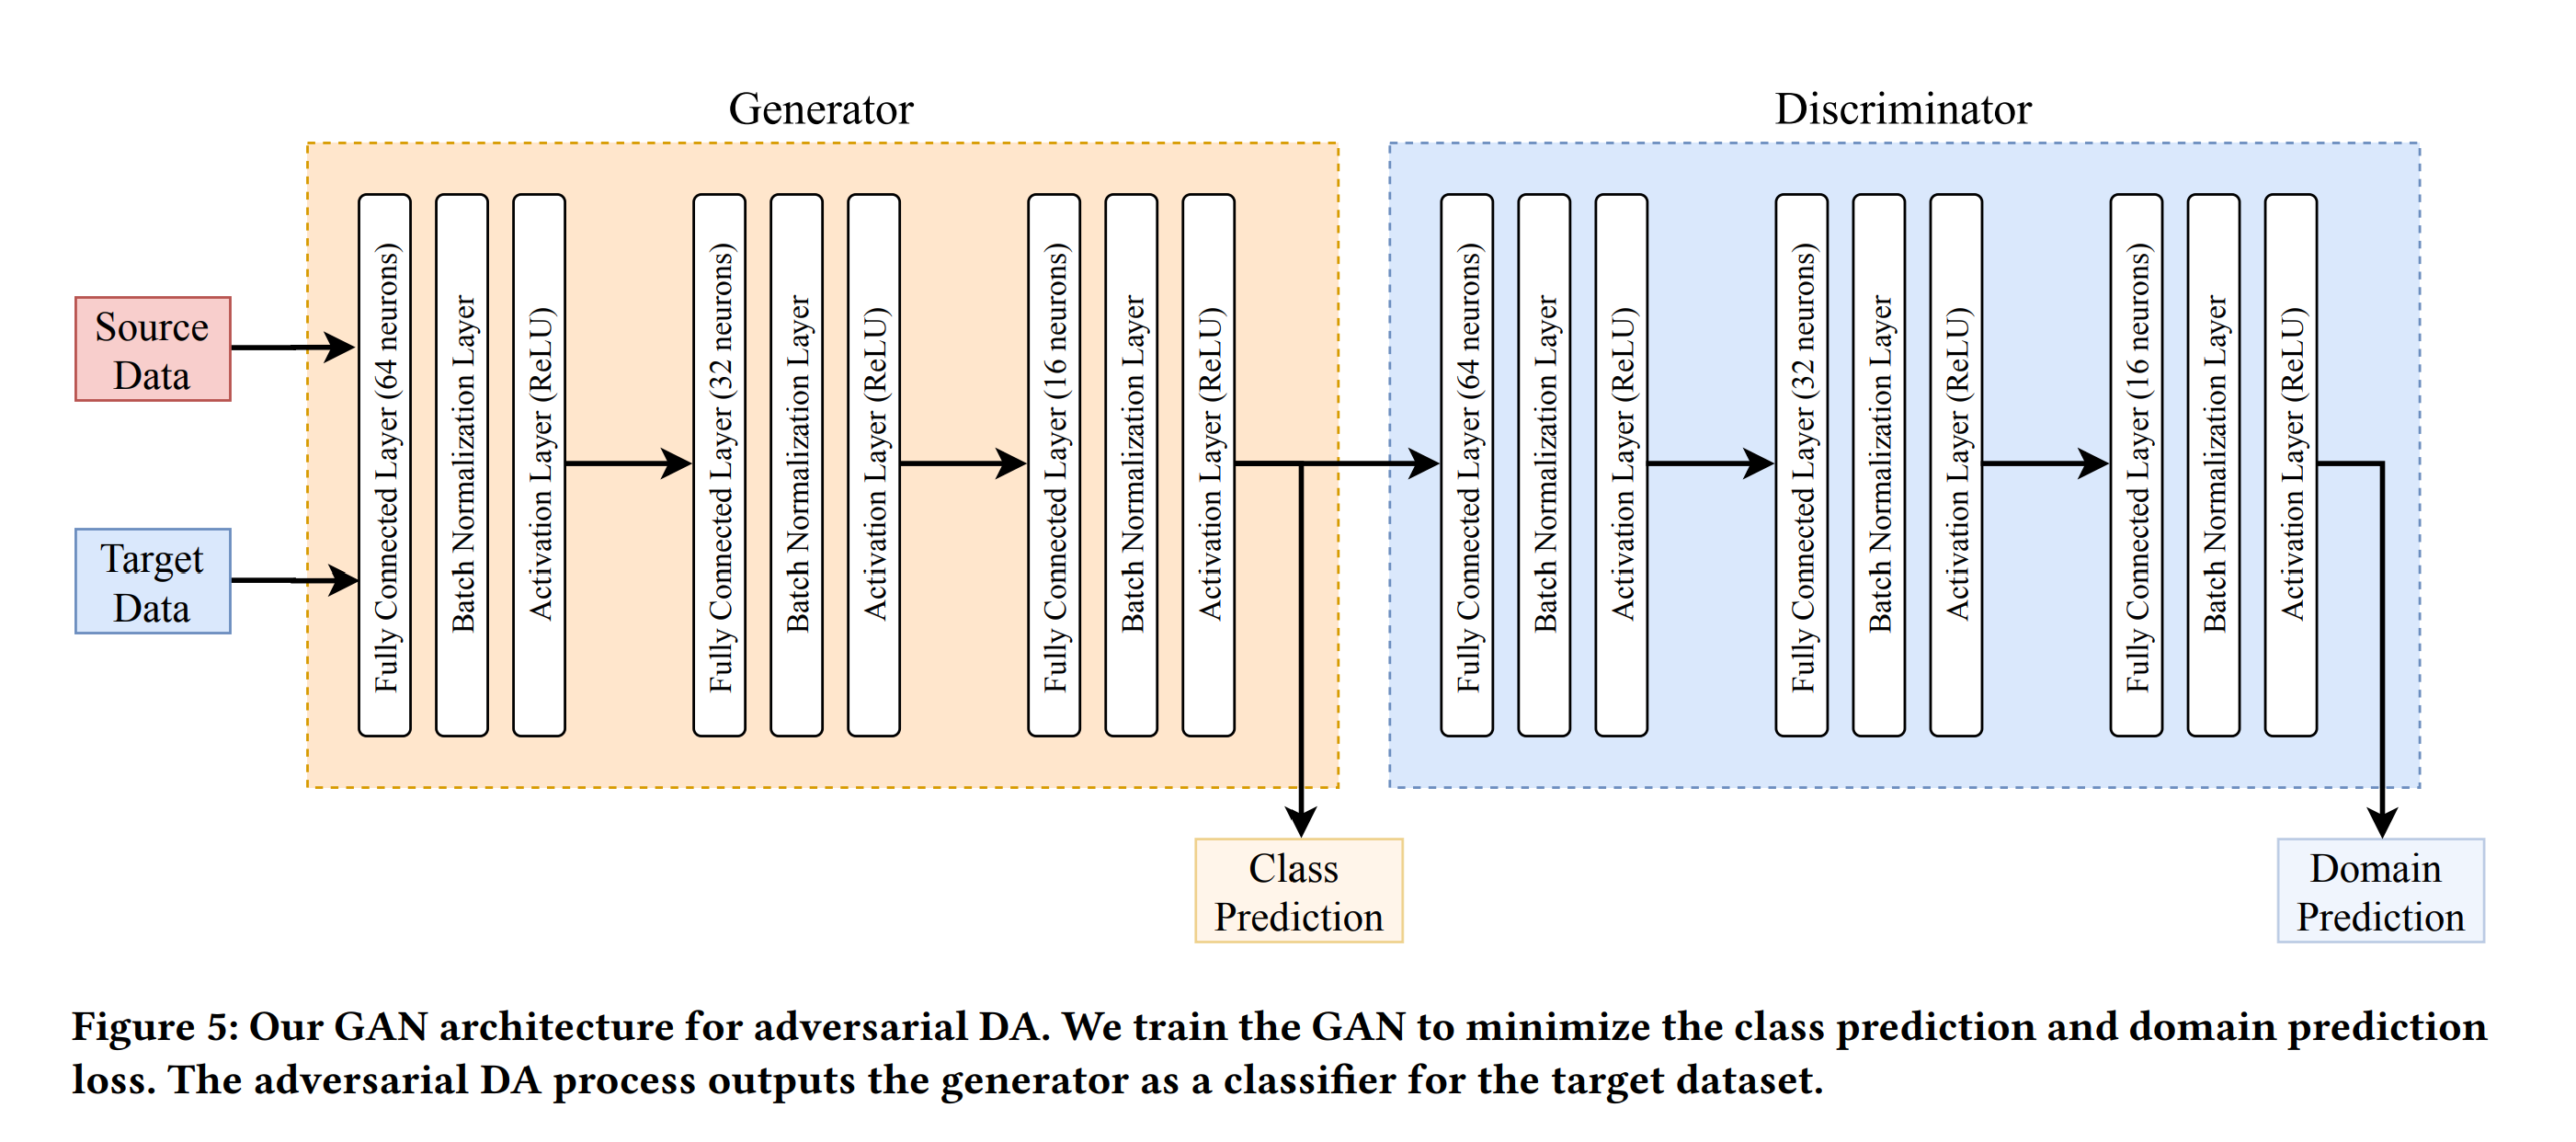 Generator
Discriminator
Source
Data
Target
Data
Fully Connected Layer (64 neurons)
Batch Normalization Layer
Activation Layer (ReLU)
Fully Connected Layer (32 neurons)
Batch Normalization Layer
Activation Layer (ReLU)
Fully Connected Layer (16 neurons)
Batch Normalization Layer
Activation Layer (ReLU)
Fully Connected Layer (64 neurons)
Batch Normalization Layer
Activation Layer (ReLU)
Fully Connected Layer (32 neurons)
Batch Normalization Layer
Activation Layer (ReLU)
Fully Connected Layer (16 neurons)
Batch Normalization Layer
Activation Layer (ReLU)
Class
Prediction
Domain
Prediction
Figure 5: Our GAN architecture for adversarial DA. We train the GAN to minimize the class prediction and domain prediction
loss. The adversarial DA process outputs the generator as a classifier for the target dataset.